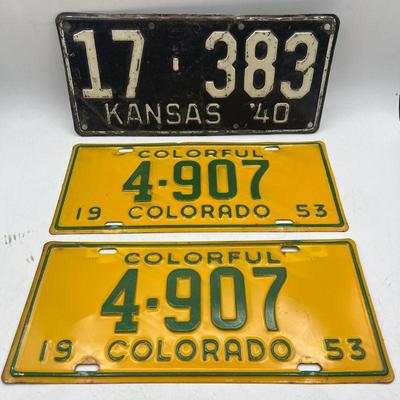 17-383
KANSAS '40
COLORFUL
4-907
19 COLORADO 53
COLORFUL
4-907
19 COLORADO 53